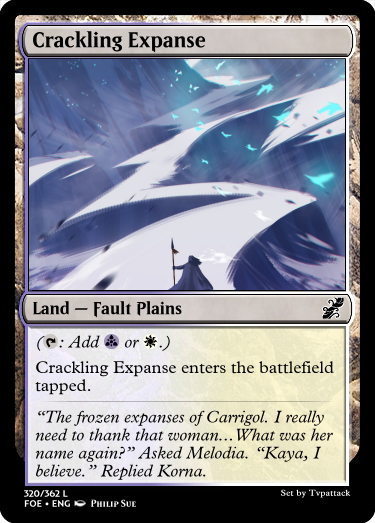 Crackling Expanse
Land — Fault Plains
(: Add or .)
Crackling Expanse enters the battlefield
tapped.
“The frozen expanses of Carrigol. I really
need to thank that woman…What was her
name again?” Asked Melodia. “Kaya, I
believe.” Replied Korna.
320/362 L
FOE • ENG Philip Sue
Set by Tvpattack